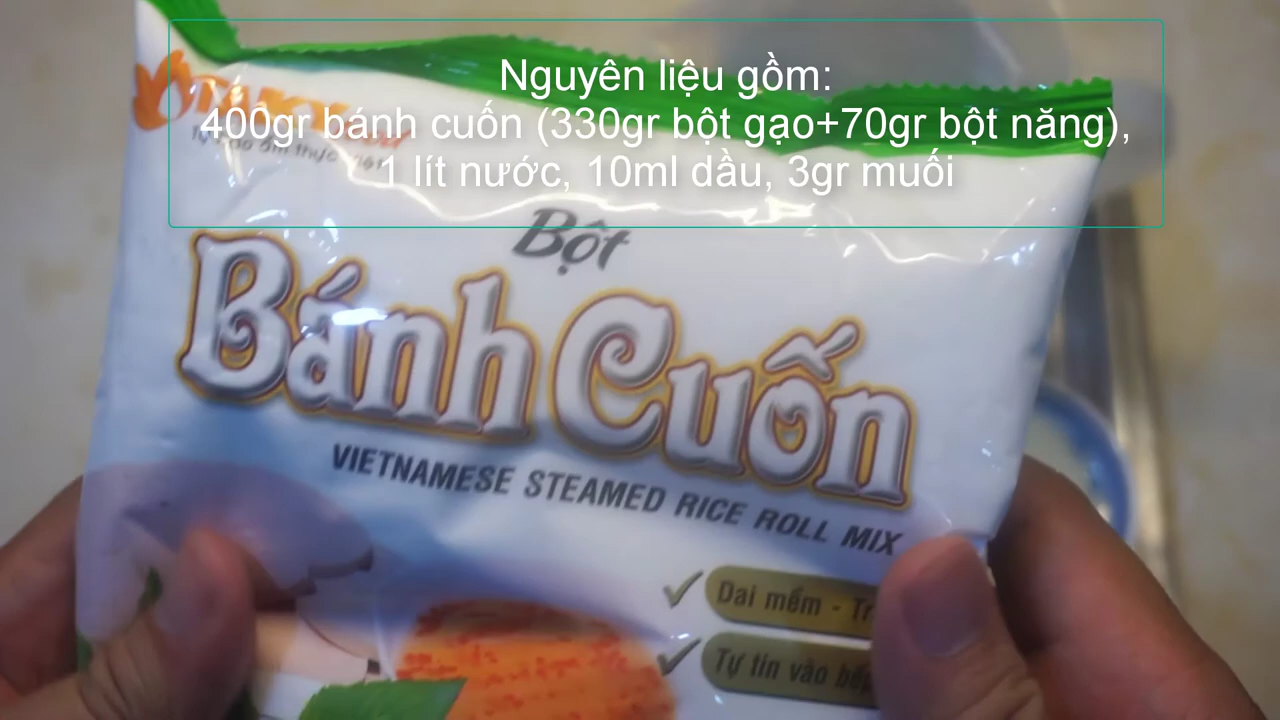 Nguyên liệu gồm:
400gr bánh cuốn (330gr bột gạo+70gr bột năng),
1 lít nước, 10ml dầu, 3gr muối
Bột
Bánh Cuốn
VIETNAMESE STEAMED RICE ROLL MIX
Dai mềm -
Tự tin vào bếp